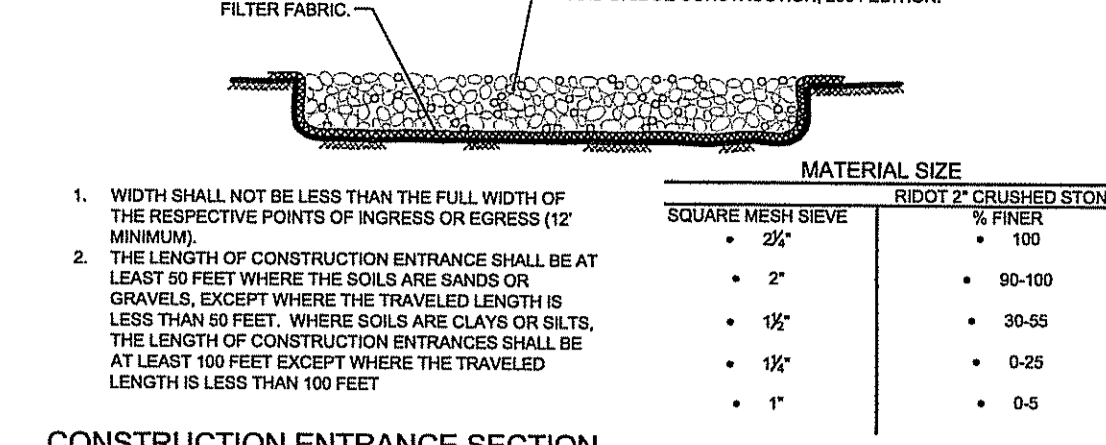 FILTER FABRIC.
1. WIDTH SHALL NOT BE LESS THAN THE FULL WIDTH OF
THE RESPECTIVE POINTS OF INGRESS OR EGRESS (12'
MINIMUM).
2. THE LENGTH OF CONSTRUCTION ENTRANCE SHALL BE AT
LEAST 50 FEET WHERE THE SOILS ARE SANDS OR
GRAVELS, EXCEPT WHERE THE TRAVELED LENGTH IS
LESS THAN 50 FEET. WHERE SOILS ARE CLAYS OR SILTS,
THE LENGTH OF CONSTRUCTION ENTRANCES SHALL BE
AT LEAST 100 FEET EXCEPT WHERE THE TRAVELED
LENGTH IS LESS THAN 100 FEET
MATERIAL SIZE
RIDOT 2" CRUSHED STON
SQUARE MESH SIEVE % FINER
• 2¼" • 100
• 2" • 90-100
• 1½" • 30-55
• 1¼" • 0-25
• 1" • 0-5
CONSTRUCTION ENTRANCE SECTION